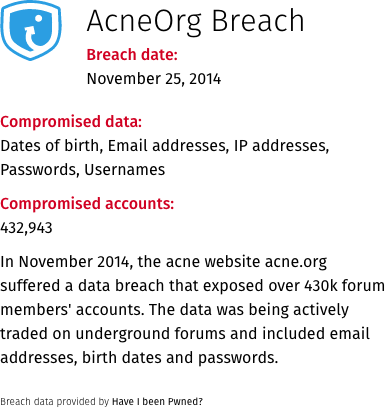 AcneOrg Breach
Breach date:
November 25, 2014
Compromised data:
Dates of birth, Email addresses, IP addresses,
Passwords, Usernames
Compromised accounts:
432,943
In November 2014, the acne website acne.org
suffered a data breach that exposed over 430k forum
members' accounts. The data was being actively
traded on underground forums and included email
addresses, birth dates and passwords.
Breach data provided by Have I been Pwned?